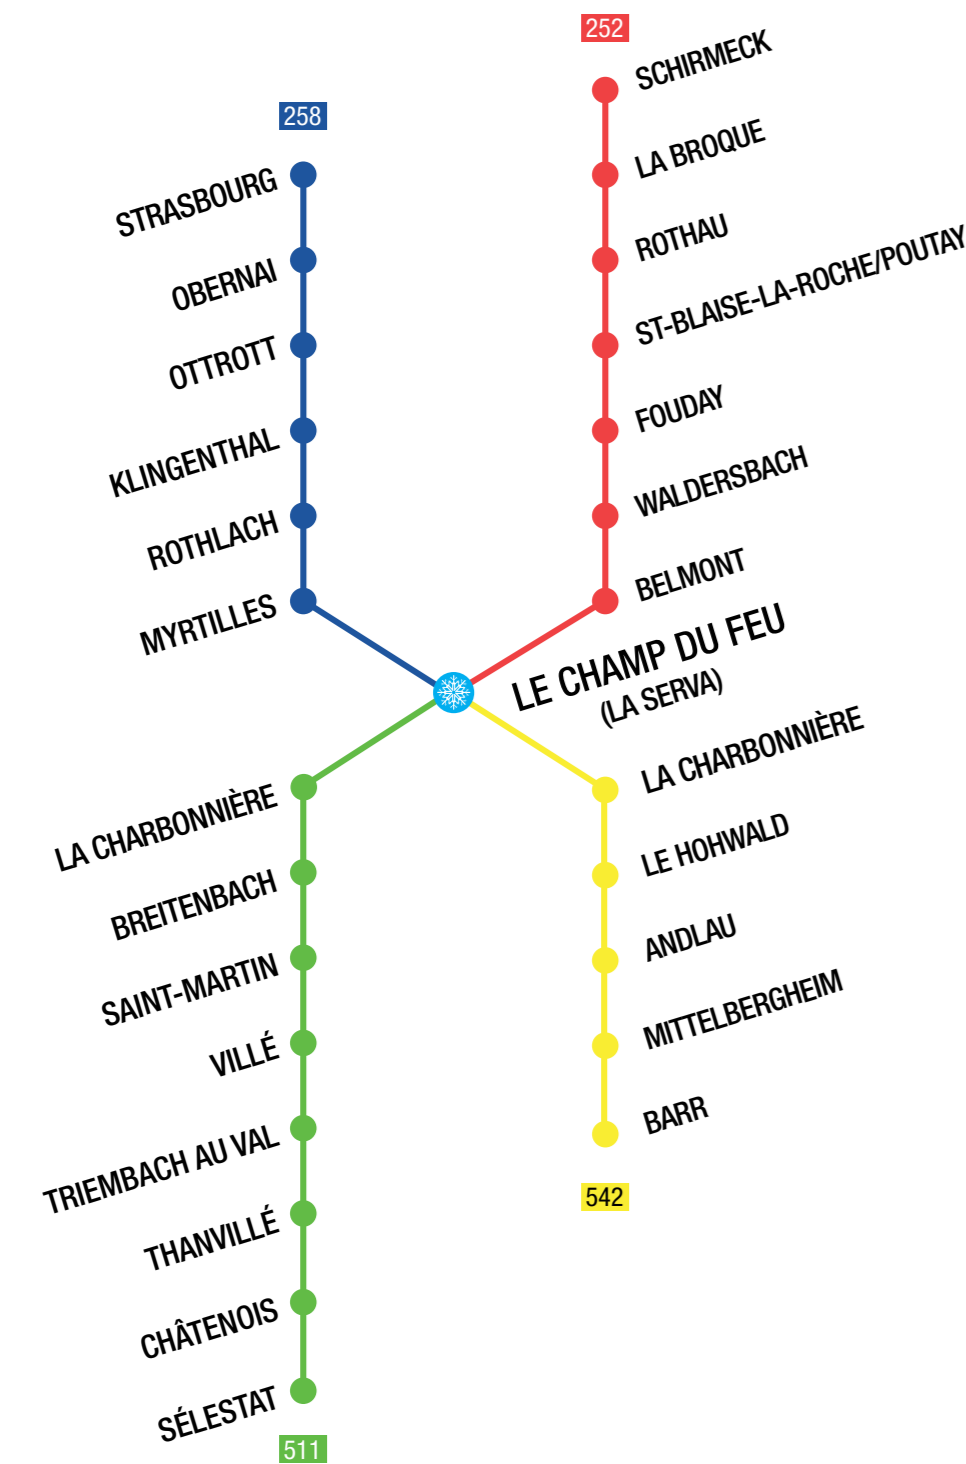 258
STRASBOURG
OBERNAI
OTTROTT
KLINGENTHAL
ROTHLACH
MYRTILLES
252
SCHIRMECK
LA BROQUE
ROTHAU
ST-BLAISE-LA-ROCHE/POUTAY
FOUDAY
WALDERSBACH
BELMONT
LE CHAMP DU FEU
(LA SERVA)
LA CHARBONNIÈRE
BREITENBACH
SAINT-MARTIN
VILLÉ
TRIEMBACH AU VAL
THANVILLÉ
CHÂTENOIS
SÉLESTAT
511
LA CHARBONNIÈRE
LE HOHWALD
ANDLAU
MITTELBERGHEIM
BARR
542